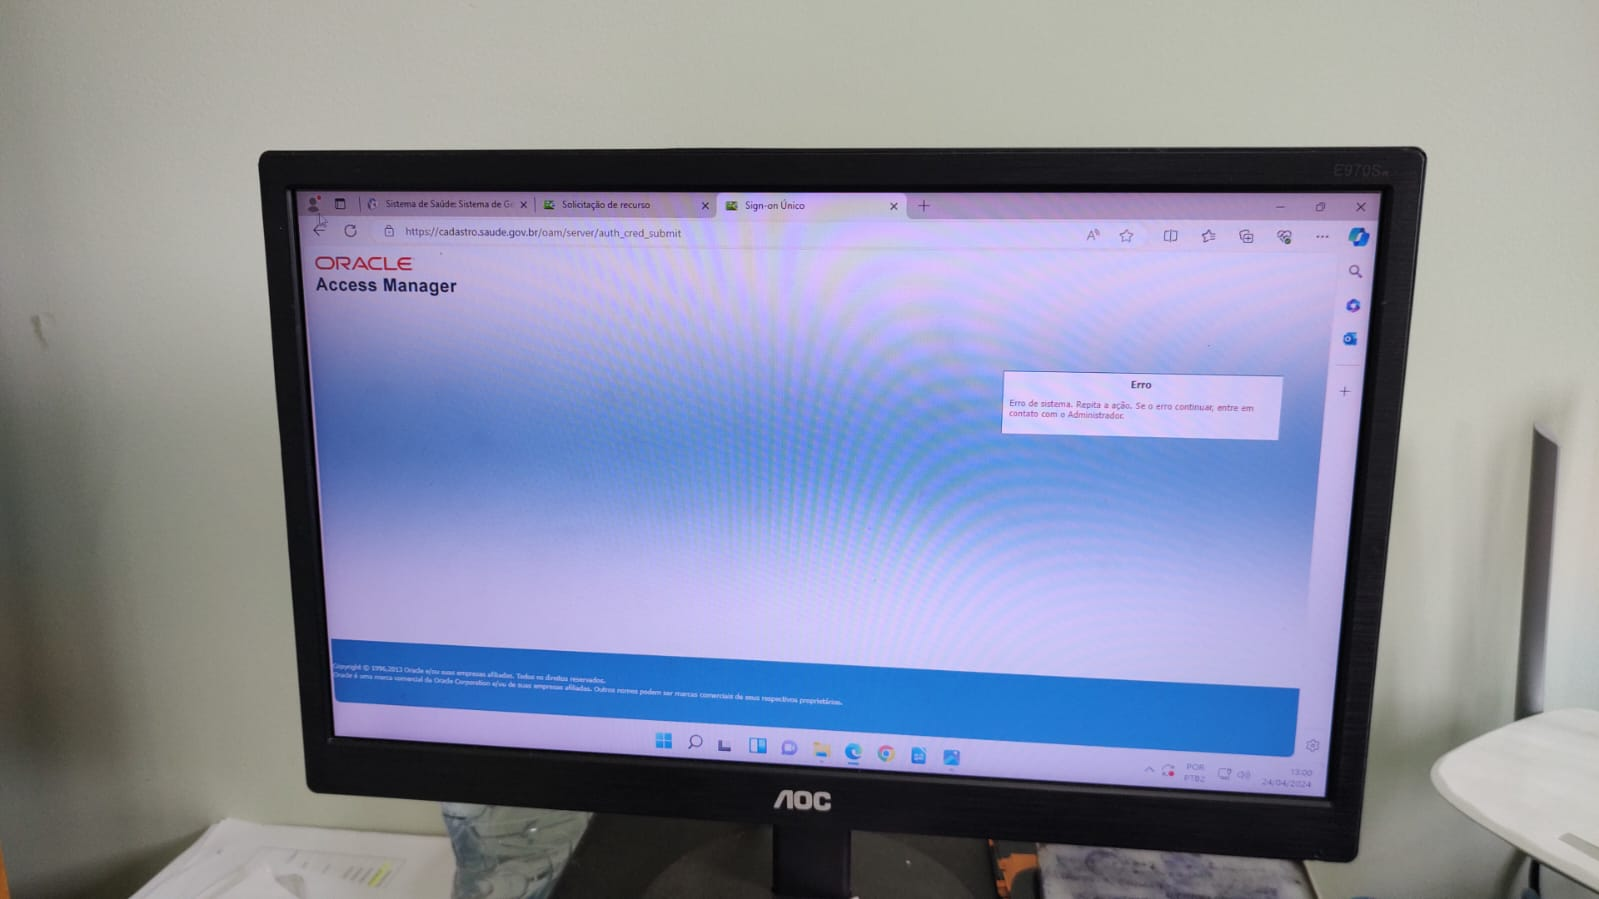 E970S
Sistema de Saúde: Sistema de G
Solicitação de recurso
Sign-on Único
https://cadastro.saude.gov.br/oam/server/auth_cred_submit
ORACLE
Access Manager
Erro
Erro de sistema. Repita a ação. Se o erro continuar, entre em
contato com o Administrador.
Copyright © 1996,2013 Oracle e/ou suas empresas afiliadas. Todos os direitos reservados.
Oracle é uma marca comercial da Oracle Corporation e/ou de suas empresas afiliadas. Outros nomes podem ser marcas comerciais de seus respectivos proprietários.
POR
PTB2
13:00
24/04/2024
AOC